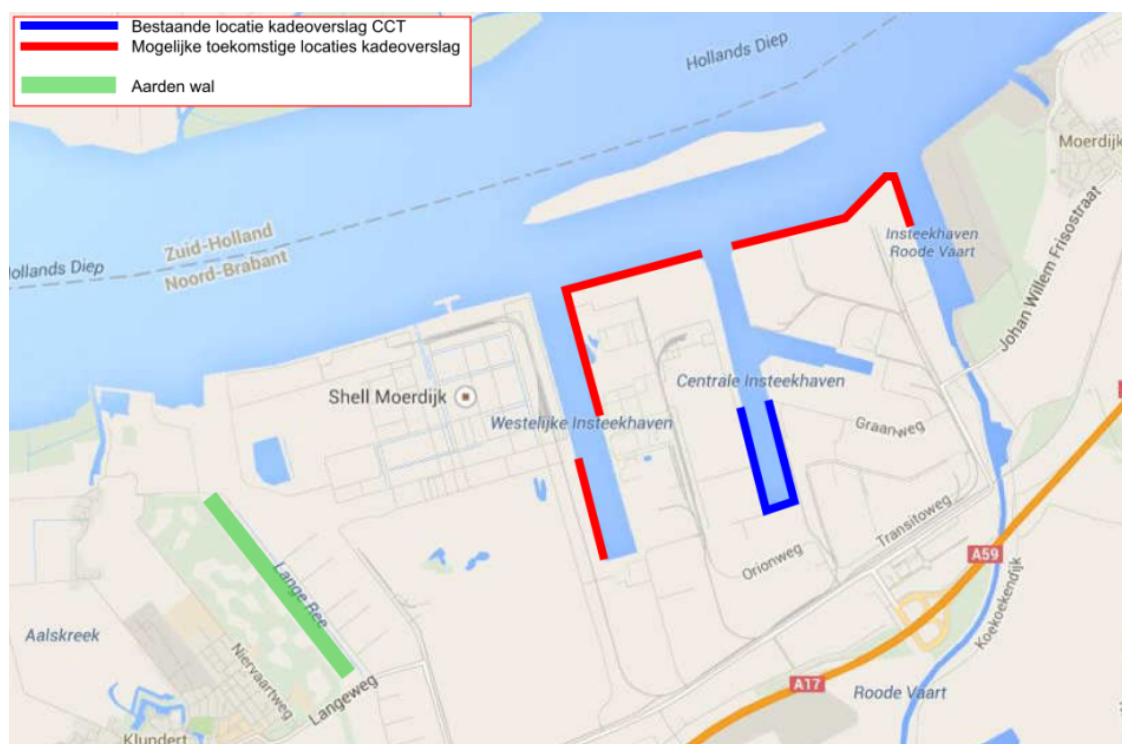 Bestaande locatie kadeoverslag CCT
Mogelijke toekomstige locaties kadeoverslag
Aarden wal
Hollands Diep
Moerdijk
Zuid-Holland
Noord-Brabant
Hollands Diep
Insteekhaven
Roode Vaart
Johan Willem Frisostraat
Shell Moerdijk
Centrale Insteekhaven
Westelijke Insteekhaven
Graanweg
Transitoweg
Orionweg
A59
Koekoekendijk
Lange Ree
Aalskreek
Niervaartweg
Langeweg
A17
Roode Vaart
Klundert